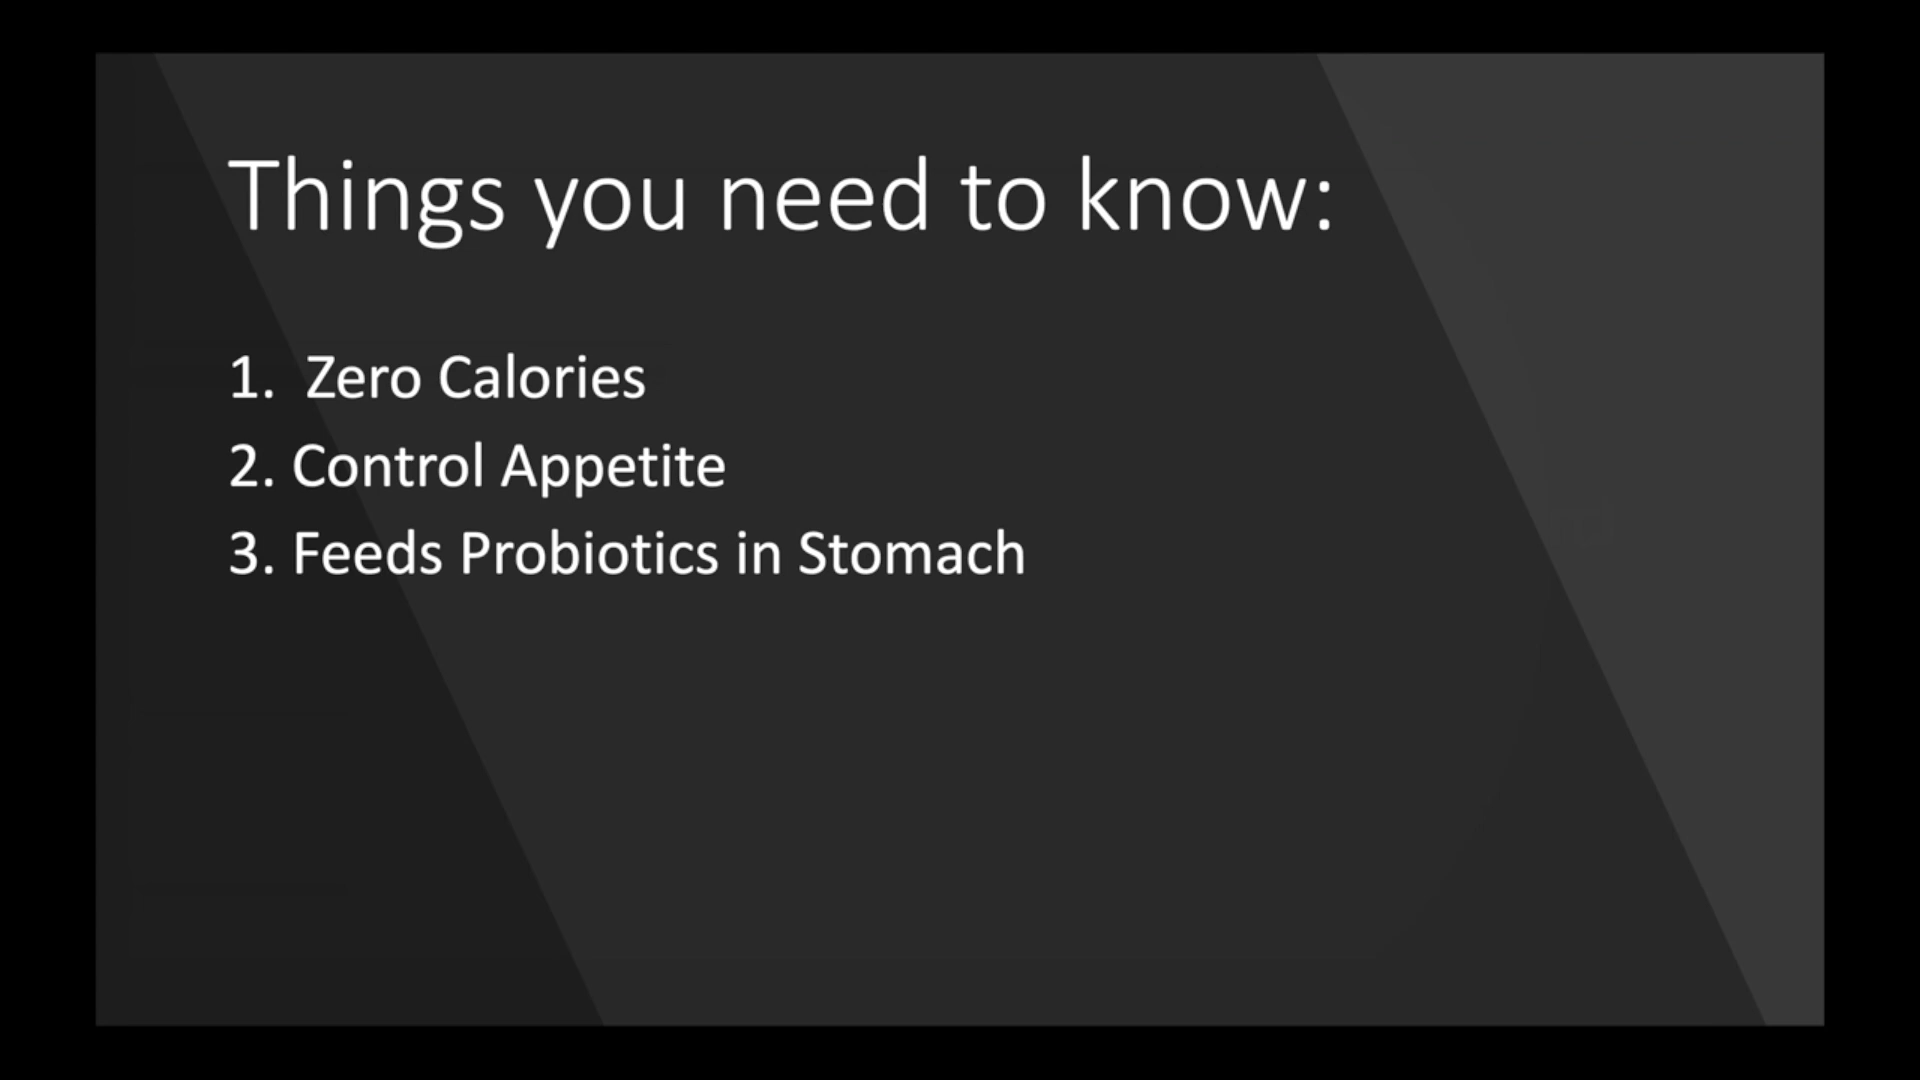 Things you need to know:
1. Zero Calories
2. Control Appetite
3. Feeds Probiotics in Stomach